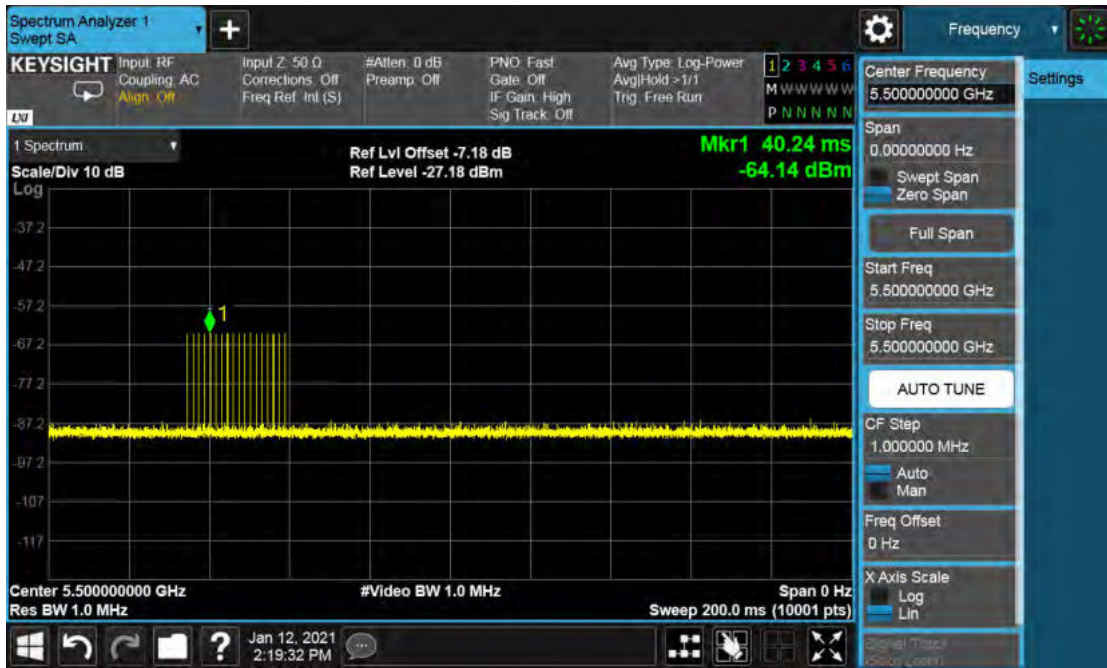 Spectrum Analyzer 1
Swept SA
+
Frequency
KEYSIGHT
Input: RF
Coupling: AC
Align: Off
Input Z: 50 Ω
Corrections: Off
Freq Ref: Int (S)
#Atten: 0 dB
Preamp: Off
PNO: Fast
Gate: Off
IF Gain: High
Sig Track: Off
Avg Type: Log-Power
Avg|Hold: >1/1
Trig: Free Run
1 2 3 4 5 6
M W W W W W W
P N N N N N
LXI
1 Spectrum
Scale/Div 10 dB
Log
Ref Lvl Offset -7.18 dB
Ref Level -27.18 dBm
Mkr1 40.24 ms
-64.14 dBm
-37.2
-47.2
-57.2
-67.2
-77.2
-87.2
-97.2
-107
-117
1
Center 5.500000000 GHz
Res BW 1.0 MHz
#Video BW 1.0 MHz
Span 0 Hz
Sweep 200.0 ms (10001 pts)
Center Frequency
5.500000000 GHz
Settings
Span
0.00000000 Hz
Swept Span
Zero Span
Full Span
Start Freq
5.500000000 GHz
Stop Freq
5.500000000 GHz
AUTO TUNE
CF Step
1.000000 MHz
Auto
Man
Freq Offset
0 Hz
X Axis Scale
Log
Lin
Signal Track
?
Jan 12, 2021
2:19:32 PM